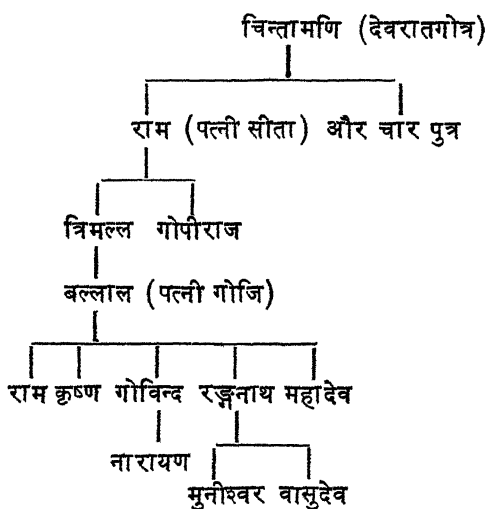 चिन्तामणि (देवरातगोत्र)
राम (पत्नी सीता) और चार पुत्र
त्रिमल्ल गोपीराज
बल्लाल (पत्नी गोजि)
राम कृष्ण गोविन्द रङ्गनाथ महादेव
नारायण
मुनीश्वर वासुदेव